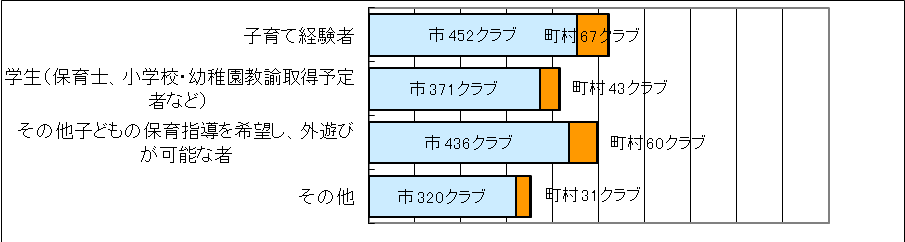 子育て経験者
市 452クラブ
町村 67クラブ
学生（保育士、小学校・幼稚園教諭取得予定
者など）
市 371クラブ
町村 43クラブ
その他子どもの保育指導を希望し、外遊び
が可能な者
市 436クラブ
町村 60クラブ
その他
市 320クラブ
町村 31クラブ